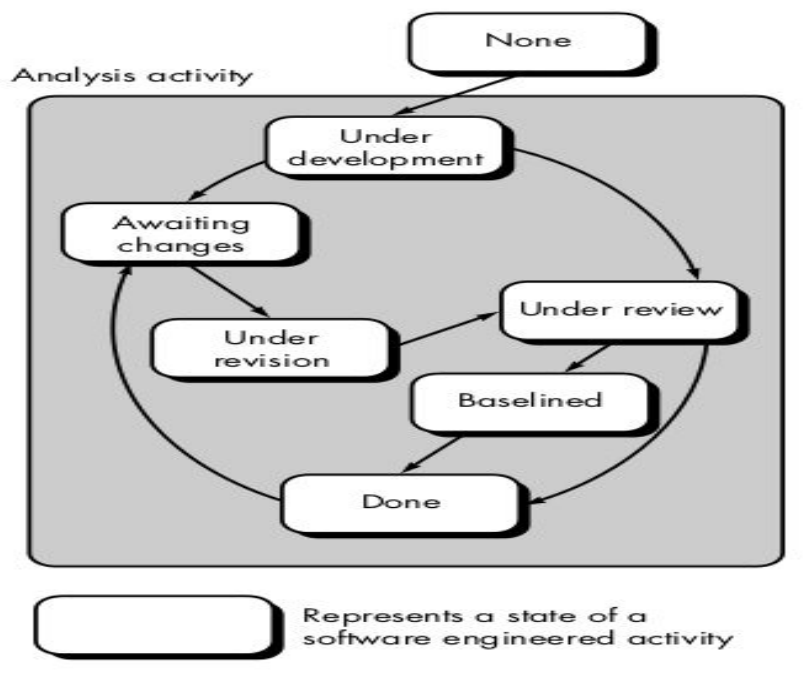 None
Analysis activity
Under
development
Awaiting
changes
Under review
Under
revision
Baselined
Done
Represents a state of a
software engineered activity